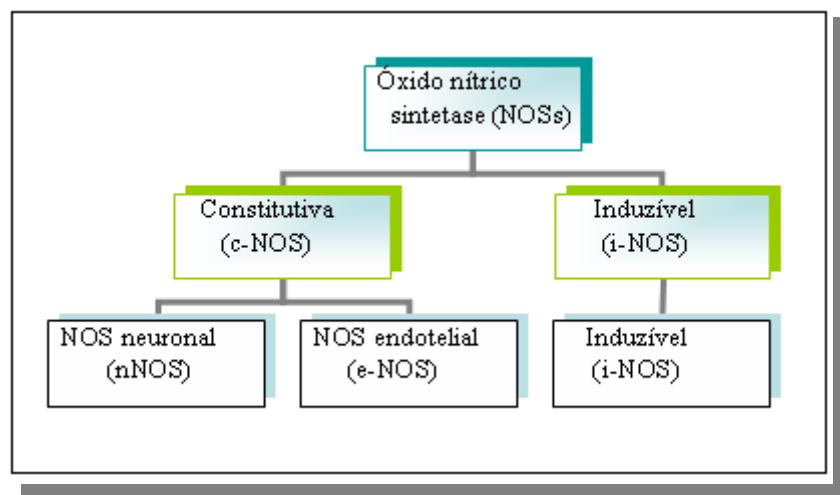 Óxido nítrico
sintetase (NOSs)
Constitutiva
(c-NOS)
Induzível
(i-NOS)
NOS neuronal
(nNOS)
NOS endotelial
(e-NOS)
Induzível
(i-NOS)